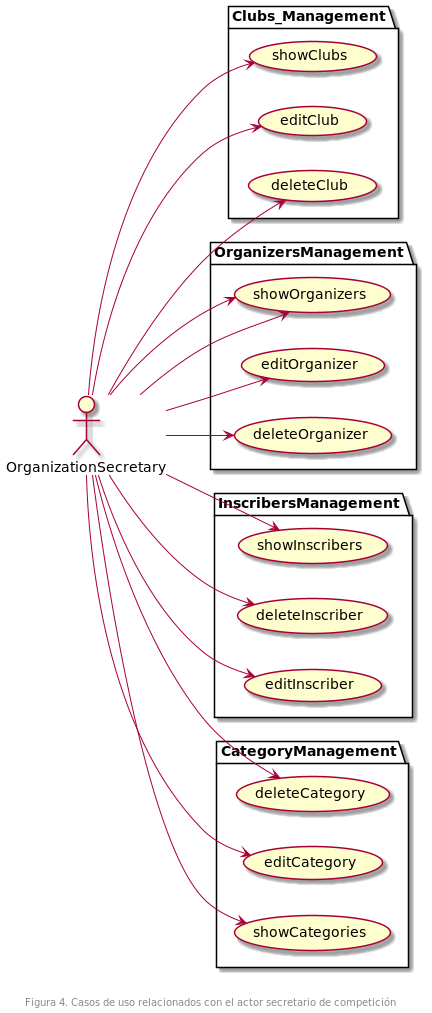 Clubs_Management
showClubs
editClub
deleteClub
OrganizersManagement
showOrganizers
editOrganizer
deleteOrganizer
OrganizationSecretary
InscribersManagement
showInscribers
deleteInscriber
editInscriber
CategoryManagement
deleteCategory
editCategory
showCategories
Figura 4. Casos de uso relacionados con el actor secretario de competición